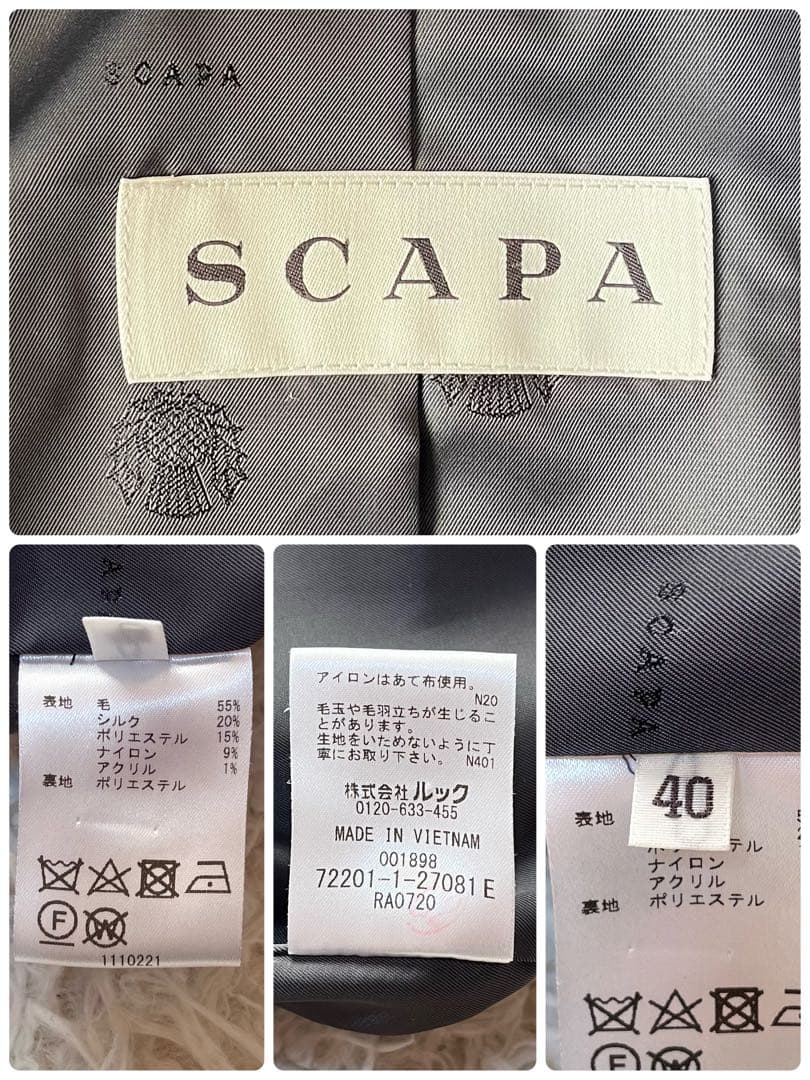 SCAPA
SCAPA
SCAPA
表地 毛 55%
シルク 20%
ポリエステル 15%
ナイロン 9%
アクリル 1%
裏地 ポリエステル
F
W
1110221
アイロンはあて布使用。
N20
毛玉や毛羽立ちが生じるこ
とがあります。
生地をいためないように丁
寧にお取り下さい。 N401
株式会社ルック
0120-633-455
MADE IN VIETNAM
001898
72201-1-27081 E
RA0720
SCAPA
40
表地
ナイロン
アクリル
裏地 ポリエステル
F
W